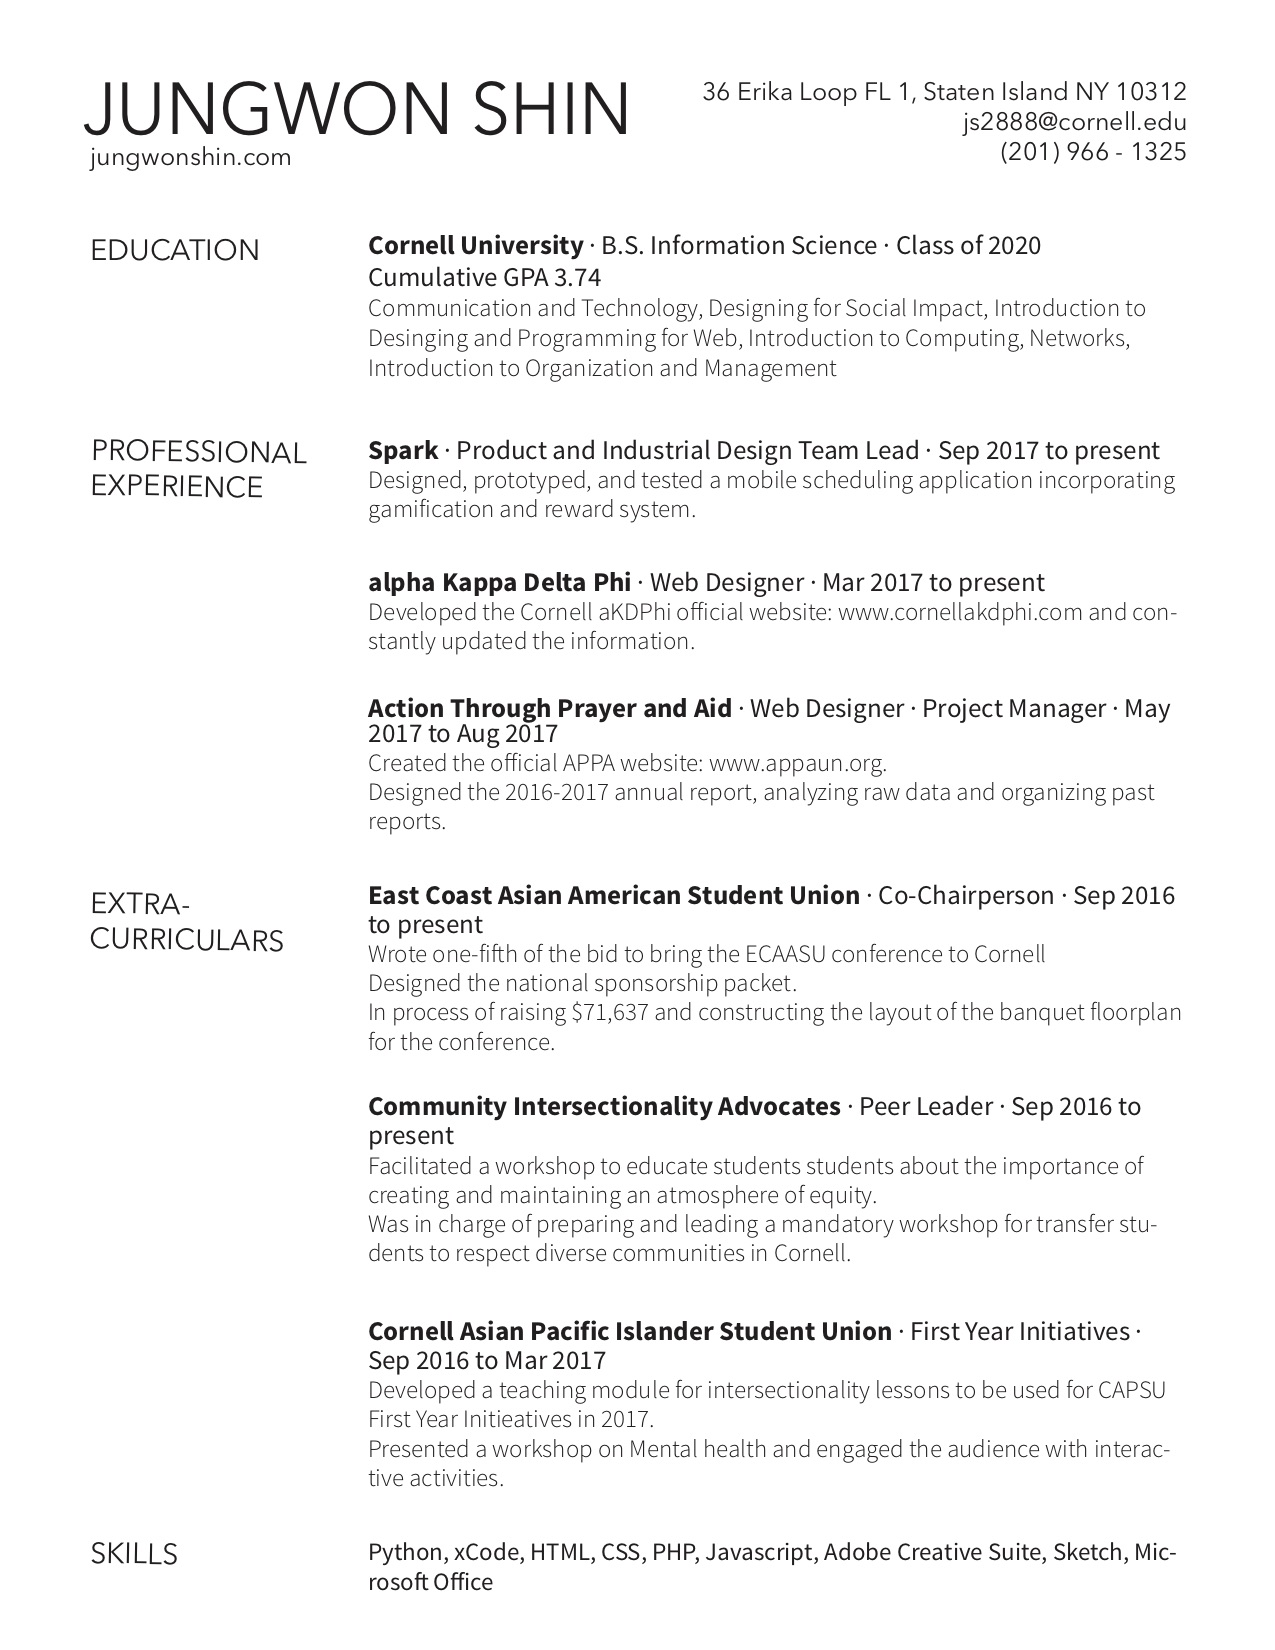 JUNGWON SHIN
jungwonshin.com
36 Erika Loop FL 1, Staten Island NY 10312
js2888@cornell.edu
(201) 966 - 1325
EDUCATION
Cornell University · B.S. Information Science · Class of 2020
Cumulative GPA 3.74
Communication and Technology, Designing for Social Impact, Introduction to
Desinging and Programming for Web, Introduction to Computing, Networks,
Introduction to Organization and Management
PROFESSIONAL
EXPERIENCE
Spark · Product and Industrial Design Team Lead · Sep 2017 to present
Designed, prototyped, and tested a mobile scheduling application incorporating
gamification and reward system.
alpha Kappa Delta Phi · Web Designer · Mar 2017 to present
Developed the Cornell aKDPhi official website: www.cornellakdphi.com and con-
stantly updated the information.
Action Through Prayer and Aid · Web Designer · Project Manager · May
2017 to Aug 2017
Created the official APPA website: www.appaun.org.
Designed the 2016-2017 annual report, analyzing raw data and organizing past
reports.
EXTRA-
CURRICULARS
East Coast Asian American Student Union · Co-Chairperson · Sep 2016
to present
Wrote one-fifth of the bid to bring the ECAASU conference to Cornell
Designed the national sponsorship packet.
In process of raising $71,637 and constructing the layout of the banquet floorplan
for the conference.
Community Intersectionality Advocates · Peer Leader · Sep 2016 to
present
Facilitated a workshop to educate students students about the importance of
creating and maintaining an atmosphere of equity.
Was in charge of preparing and leading a mandatory workshop for transfer stu-
dents to respect diverse communities in Cornell.
Cornell Asian Pacific Islander Student Union · First Year Initiatives ·
Sep 2016 to Mar 2017
Developed a teaching module for intersectionality lessons to be used for CAPSU
First Year Initieatives in 2017.
Presented a workshop on Mental health and engaged the audience with interac-
tive activities.
SKILLS
Python, xCode, HTML, CSS, PHP, Javascript, Adobe Creative Suite, Sketch, Mic-
rosoft Office